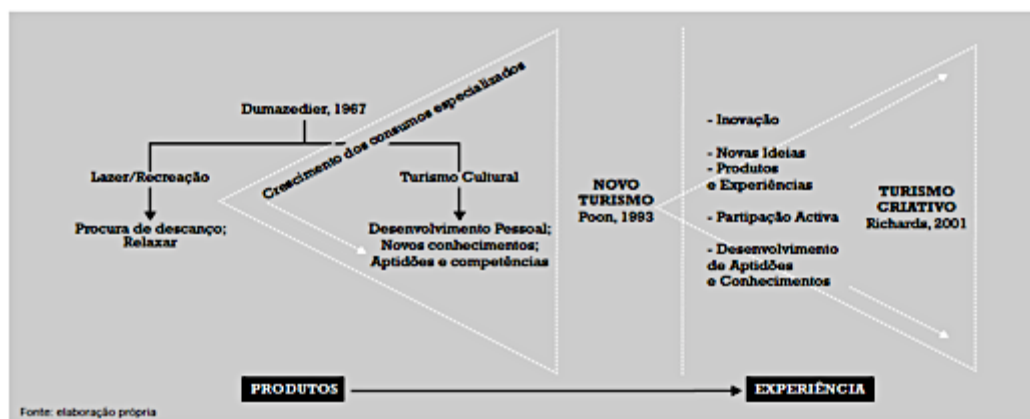 Dumazedier, 1967
Crescimento dos consumos especializados
Lazer/Recreação
Procura de descanço;
Relaxar
Turismo Cultural
Desenvolvimento Pessoal;
Novos conhecimentos;
Aptidões e competências
NOVO
TURISMO
Poon, 1993
- Inovação
- Novas Ideias
- Produtos
e Experiências
- Partipação Activa
- Desenvolvimento
de Aptidões
e Conhecimentos
TURISMO
CRIATIVO
Richards, 2001
PRODUTOS
EXPERIÊNCIA
Fonte: elaboração própria